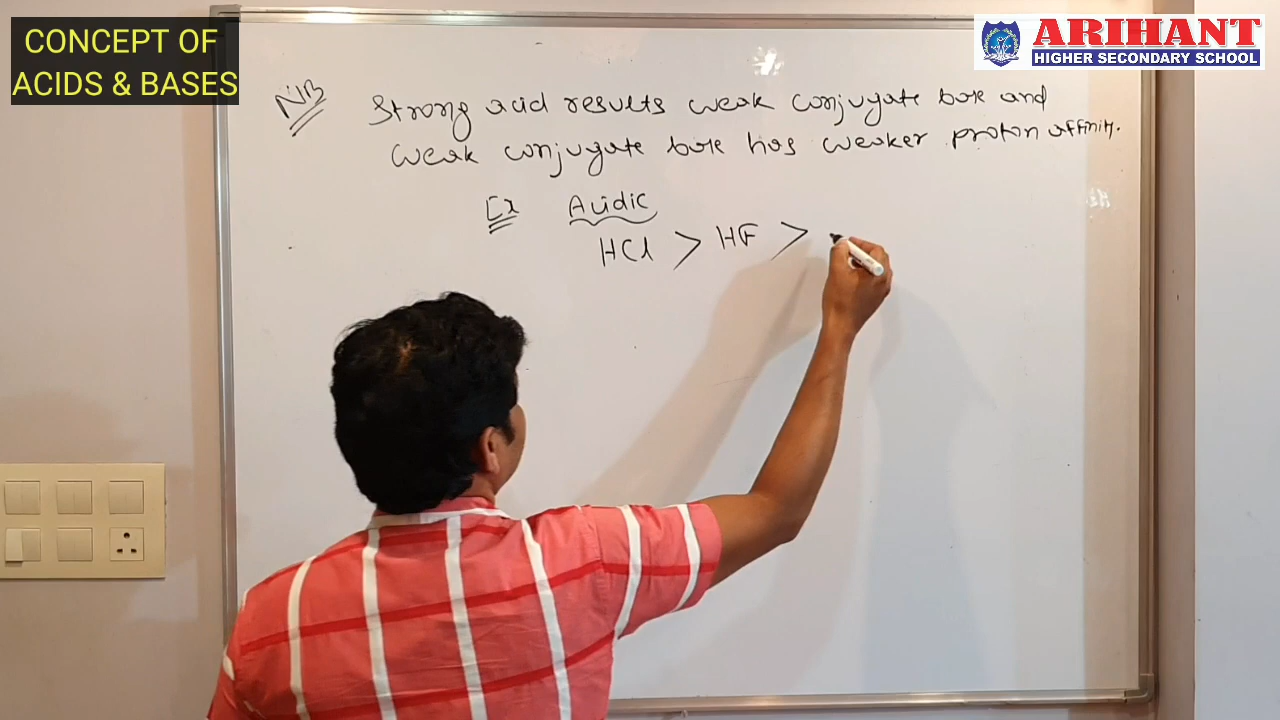 CONCEPT OF
ACIDS & BASES
ARIHANT
HIGHER SECONDARY SCHOOL
NB
Strong acid results weak conjugate base and
weak conjugate base has weaker proton affinity.
Ex Acidic
HCl > HF >